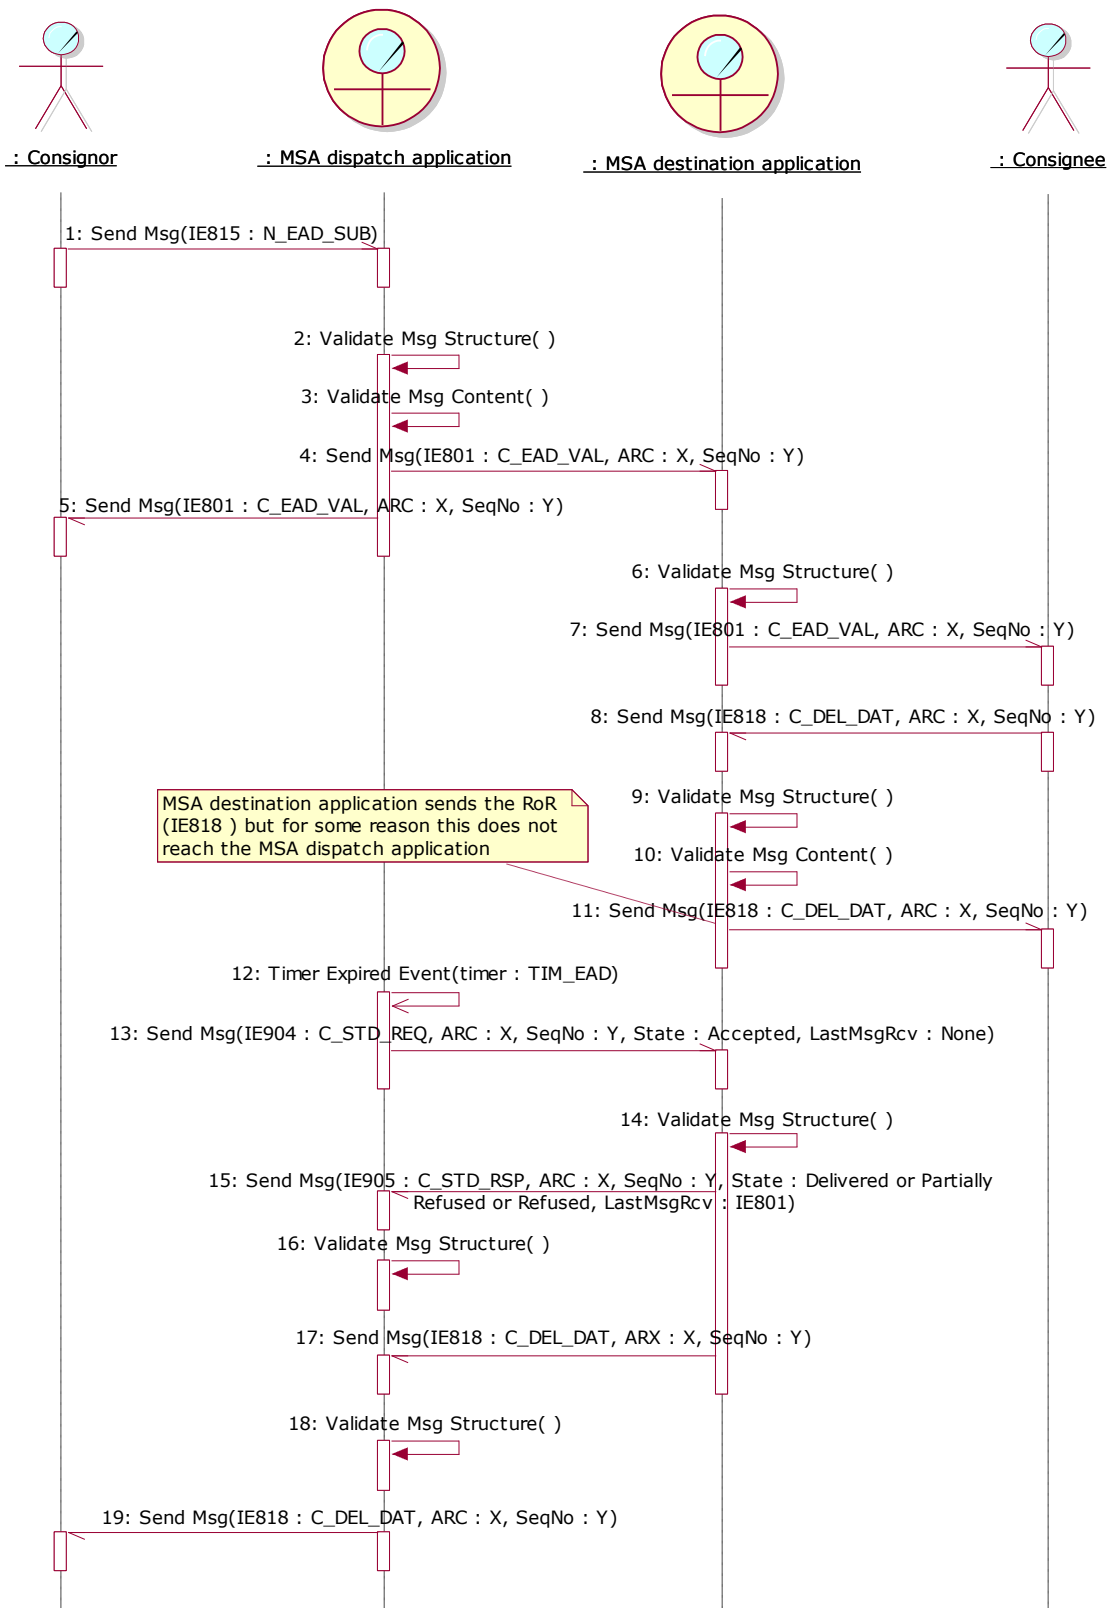 : Consignor
: MSA dispatch application
: MSA destination application
: Consignee
1: Send Msg(IE815 : N_EAD_SUB)
2: Validate Msg Structure( )
3: Validate Msg Content( )
4: Send Msg(IE801 : C_EAD_VAL, ARC : X, SeqNo : Y)
5: Send Msg(IE801 : C_EAD_VAL, ARC : X, SeqNo : Y)
6: Validate Msg Structure( )
7: Send Msg(IE801 : C_EAD_VAL, ARC : X, SeqNo : Y)
8: Send Msg(IE818 : C_DEL_DAT, ARC : X, SeqNo : Y)
MSA destination application sends the RoR
(IE818 ) but for some reason this does not
reach the MSA dispatch application
9: Validate Msg Structure( )
10: Validate Msg Content( )
11: Send Msg(IE818 : C_DEL_DAT, ARC : X, SeqNo : Y)
12: Timer Expired Event(timer : TIM_EAD)
13: Send Msg(IE904 : C_STD_REQ, ARC : X, SeqNo : Y, State : Accepted, LastMsgRcv : None)
14: Validate Msg Structure( )
15: Send Msg(IE905 : C_STD_RSP, ARC : X, SeqNo : Y, State : Delivered or Partially
Refused or Refused, LastMsgRcv : IE801)
16: Validate Msg Structure( )
17: Send Msg(IE818 : C_DEL_DAT, ARX : X, SeqNo : Y)
18: Validate Msg Structure( )
19: Send Msg(IE818 : C_DEL_DAT, ARC : X, SeqNo : Y)